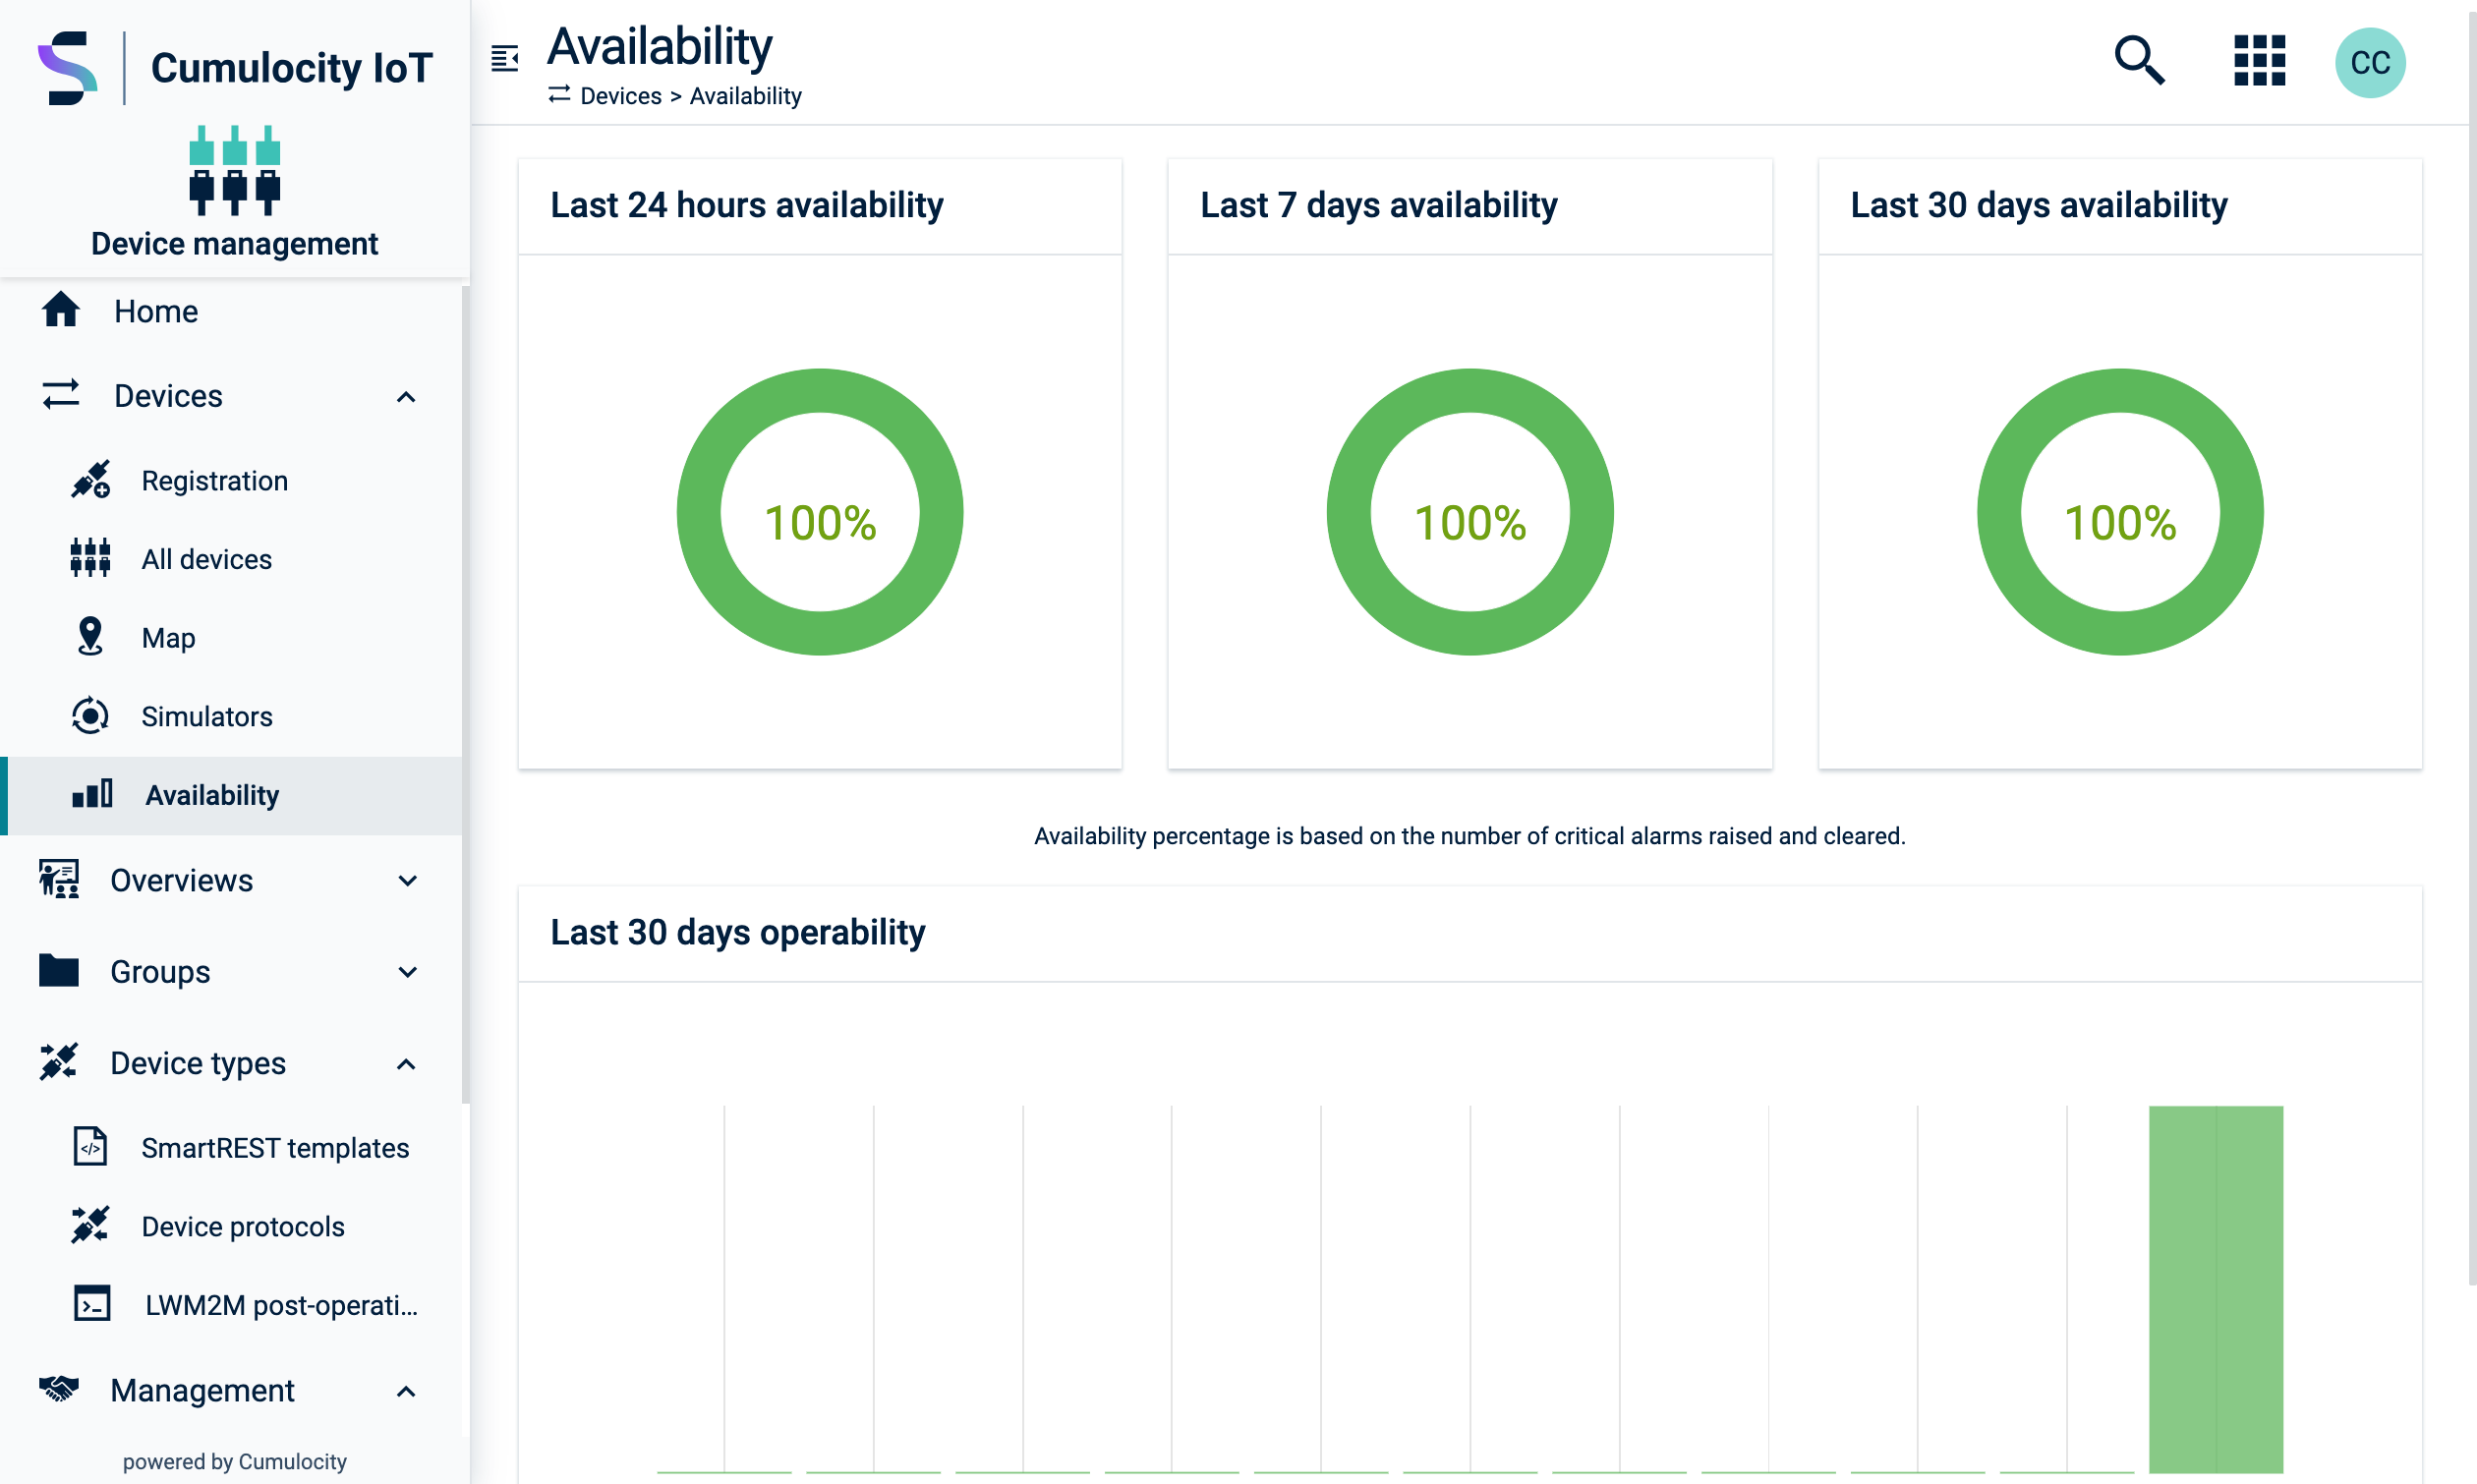 Cumulocity IoT
Device management
Home
Devices
Registration
All devices
Map
Simulators
Availability
Overviews
Groups
Device types
SmartREST templates
Device protocols
LWM2M post-operati...
Management
powered by Cumulocity
Availability
Devices > Availability
CC
Last 24 hours availability
100%
Last 7 days availability
100%
Last 30 days availability
100%
Availability percentage is based on the number of critical alarms raised and cleared.
Last 30 days operability